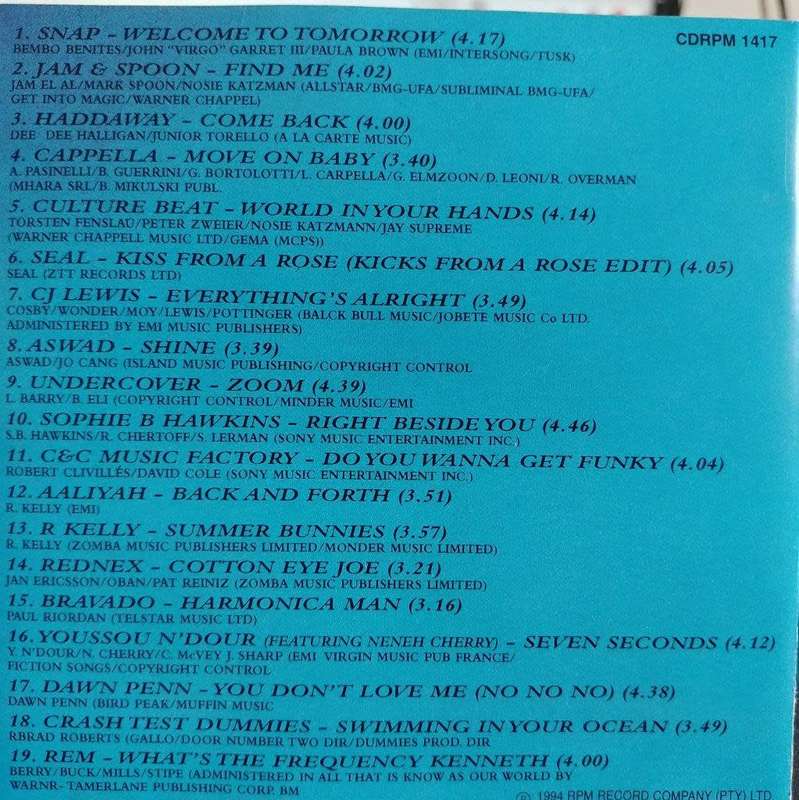 1. SNAP – WELCOME TO TOMORROW (4.17)
CDRPM 1417
BEMBO BENITES/JOHN "VIRGO" GARRET III/PAULA BROWN (EMI/INTERSONG/TUSK)
2. JAM & SPOON – FIND ME (4.02)
JAM EL AL/MARK SPOON/NOSIE KATZMAN (ALLSTAR/BMG-UFA/SUBLIMINAL BMG-UFA/
GET INTO MAGIC/WARNER CHAPPEL)
3. HADDAWAY – COME BACK (4.00)
DEE DEE HALLIGAN/JUNIOR TORELLO (A LA CARTE MUSIC)
4. CAPPELLA – MOVE ON BABY (3.40)
A. PASINELLI/B. GUERRINI/G. BORTOLOTTI/L. CARPELLA/G. ELMZOON/D. LEONI/R. OVERMAN
(MHARA SRL/B. MIKULSKI PUBL.
5. CULTURE BEAT – WORLD IN YOUR HANDS (4.14)
TORSTEN FENSLAU/PETER ZWEIER/NOSIE KATZMANN/JAY SUPREME
(WARNER CHAPPELL MUSIC LTD/GEMA (MCPS))
6. SEAL – KISS FROM A ROSE (KICKS FROM A ROSE EDIT) (4.05)
SEAL (ZTT RECORDS LTD)
7. CJ LEWIS – EVERYTHING'S ALRIGHT (3.49)
COSBY/WONDER/MOY/LEWIS/POTTINGER (BALCK BULL MUSIC/JOBETE MUSIC Co LTD.
ADMINISTERED BY EMI MUSIC PUBLISHERS)
8. ASWAD – SHINE (3.39)
ASWAD/JO CANG (ISLAND MUSIC PUBLISHING/COPYRIGHT CONTROL
9. UNDERCOVER – ZOOM (4.39)
L. BARRY/B. ELI (COPYRIGHT CONTROL/MINDER MUSIC/EMI
10. SOPHIE B HAWKINS – RIGHT BESIDE YOU (4.46)
S.B. HAWKINS/R. CHERTOFF/S. LERMAN (SONY MUSIC ENTERTAINMENT INC.)
11. C&C MUSIC FACTORY – DO YOU WANNA GET FUNKY (4.04)
ROBERT CLIVILLÉS/DAVID COLE (SONY MUSIC ENTERTAINMENT INC.)
12. AALIYAH – BACK AND FORTH (3.51)
R. KELLY (EMI)
13. R KELLY – SUMMER BUNNIES (3.57)
R. KELLY (ZOMBA MUSIC PUBLISHERS LIMITED/MONDER MUSIC LIMITED)
14. REDNEX – COTTON EYE JOE (3.21)
JAN ERICSSON/OBAN/PAT REINIZ (ZOMBA MUSIC PUBLISHERS LIMITED)
15. BRAVADO – HARMONICA MAN (3.16)
PAUL RIORDAN (TELSTAR MUSIC LTD)
16. YOUSSOU N'DOUR (FEATURING NENEH CHERRY) – SEVEN SECONDS (4.12)
Y. N'DOUR/N. CHERRY/C. McVEY J. SHARP (EMI VIRGIN MUSIC PUB FRANCE/
FICTION SONGS/COPYRIGHT CONTROL
17. DAWN PENN – YOU DON'T LOVE ME (NO NO NO) (4.38)
DAWN PENN (BIRD PEAK/MUFFIN MUSIC
18. CRASH TEST DUMMIES – SWIMMING IN YOUR OCEAN (3.49)
RBRAD ROBERTS (GALLO/DOOR NUMBER TWO DIR/DUMMIES PROD. DIR
19. REM – WHAT'S THE FREQUENCY KENNETH (4.00)
BERRY/BUCK/MILLS/STIPE (ADMINISTERED IN ALL THAT IS KNOW AS OUR WORLD BY
WARNR- TAMERLANE PUBLISHING CORP. BM
℗ 1994 RPM RECORD COMPANY (PTY) LTD.